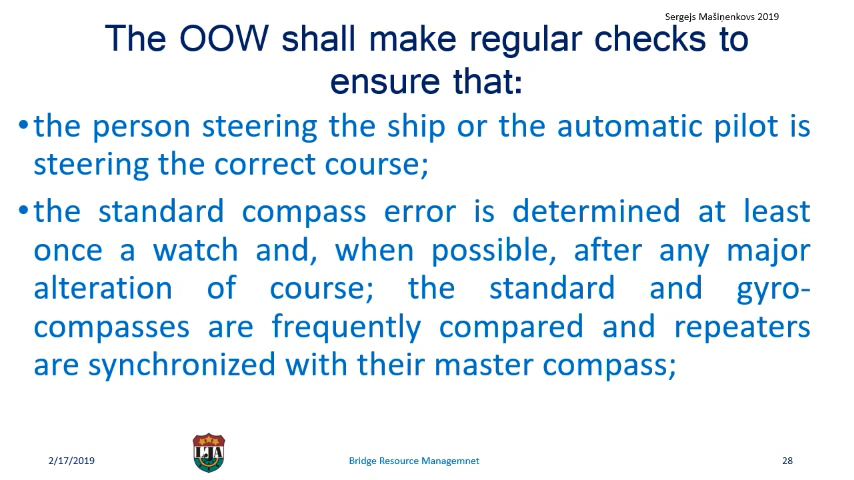 Sergejs Mašiņenkovs 2019
The OOW shall make regular checks to
ensure that:
•the person steering the ship or the automatic pilot is
steering the correct course;
•the standard compass error is determined at least
once a watch and, when possible, after any major
alteration of course; the standard and gyro-
compasses are frequently compared and repeaters
are synchronized with their master compass;
2/17/2019
LJA
Bridge Resource Managemnet
28